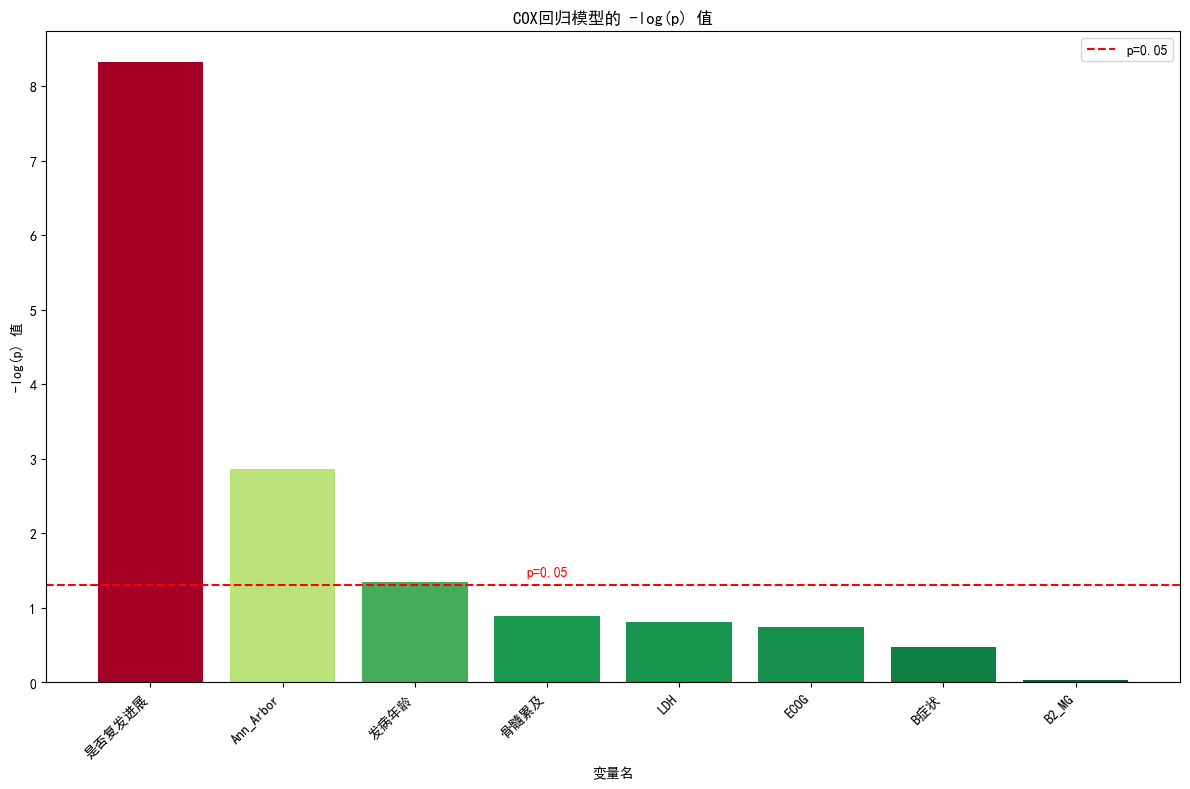 COX回归模型的 -log(p) 值
p=0.05
8
7
6
5
4
3
2
1
0
-log(p) 值
p=0.05
是否复发进展
Ann_Arbor
发病年龄
骨髓累及
LDH
ECOG
B症状
B2_MG
变量名